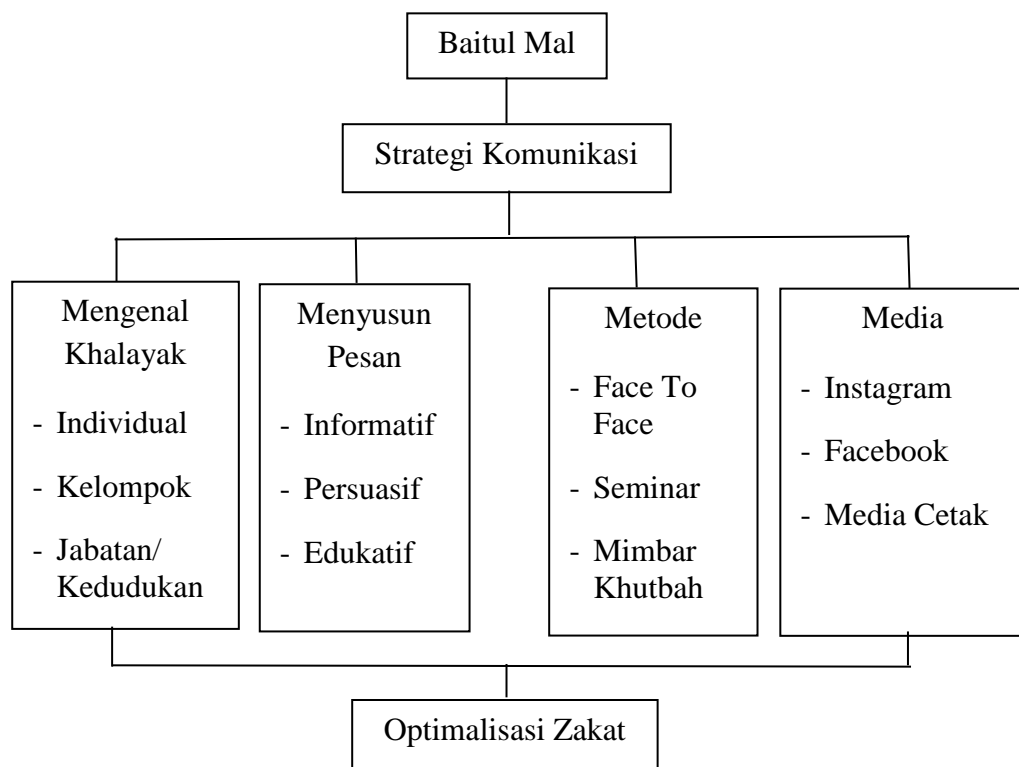 Baitul Mal
Strategi Komunikasi
Mengenal
Khalayak
- Individual
- Kelompok
- Jabatan/
Kedudukan
Menyusun
Pesan
- Informatif
- Persuasif
- Edukatif
Metode
- Face To
Face
- Seminar
- Mimbar
Khutbah
Media
- Instagram
- Facebook
- Media Cetak
Optimalisasi Zakat